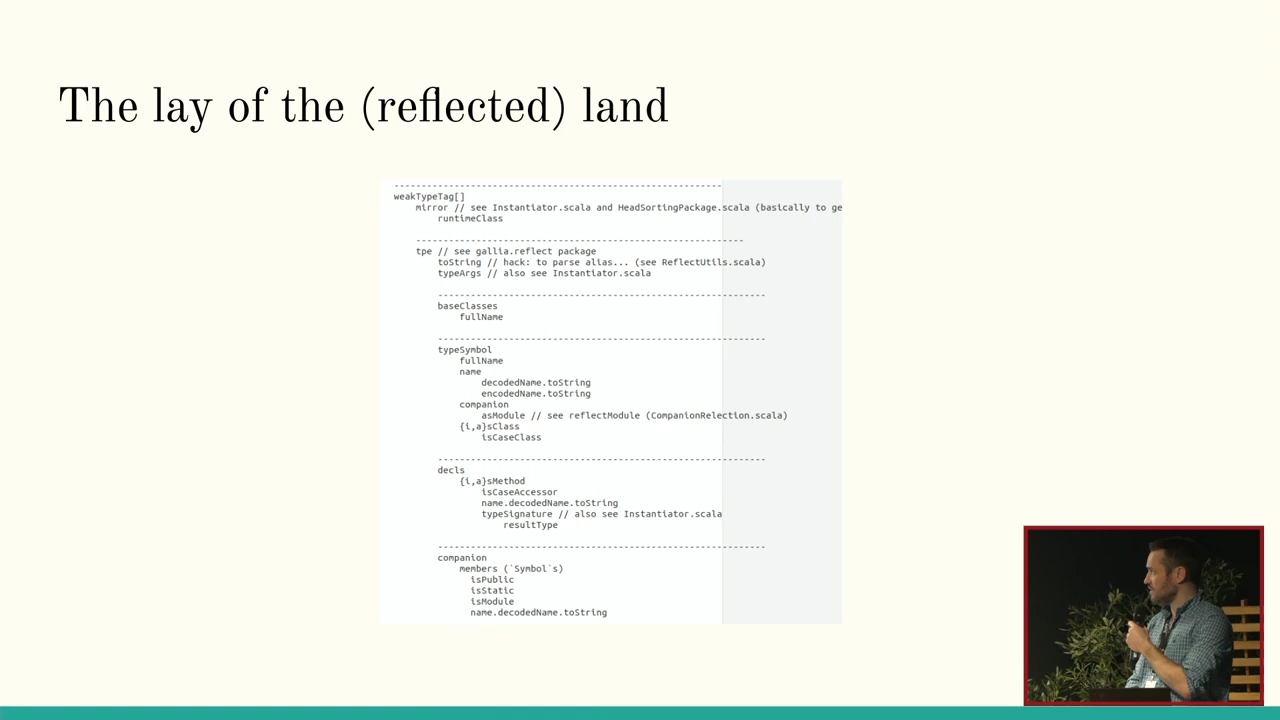 The lay of the (reflected) land
---------------------------------------------------------------
weakTypeTag[]
mirror // see Instantiator.scala and HeadSortingPackage.scala (basically to ge
runtimeClass
---------------------------------------------------------------
tpe // see gallia.reflect package
toString // hack: to parse alias... (see ReflectUtils.scala)
typeArgs // also see Instantiator.scala
---------------------------------------------------------------
baseClasses
fullName
---------------------------------------------------------------
typeSymbol
fullName
name
decodedName.toString
encodedName.toString
companion
asModule // see reflectModule (CompanionRelection.scala)
{i,a}sClass
isCaseClass
---------------------------------------------------------------
decls
{i,a}sMethod
isCaseAccessor
name.decodedName.toString
typeSignature // also see Instantiator.scala
resultType
---------------------------------------------------------------
companion
members (`Symbol`s)
isPublic
isStatic
isModule
name.decodedName.toString